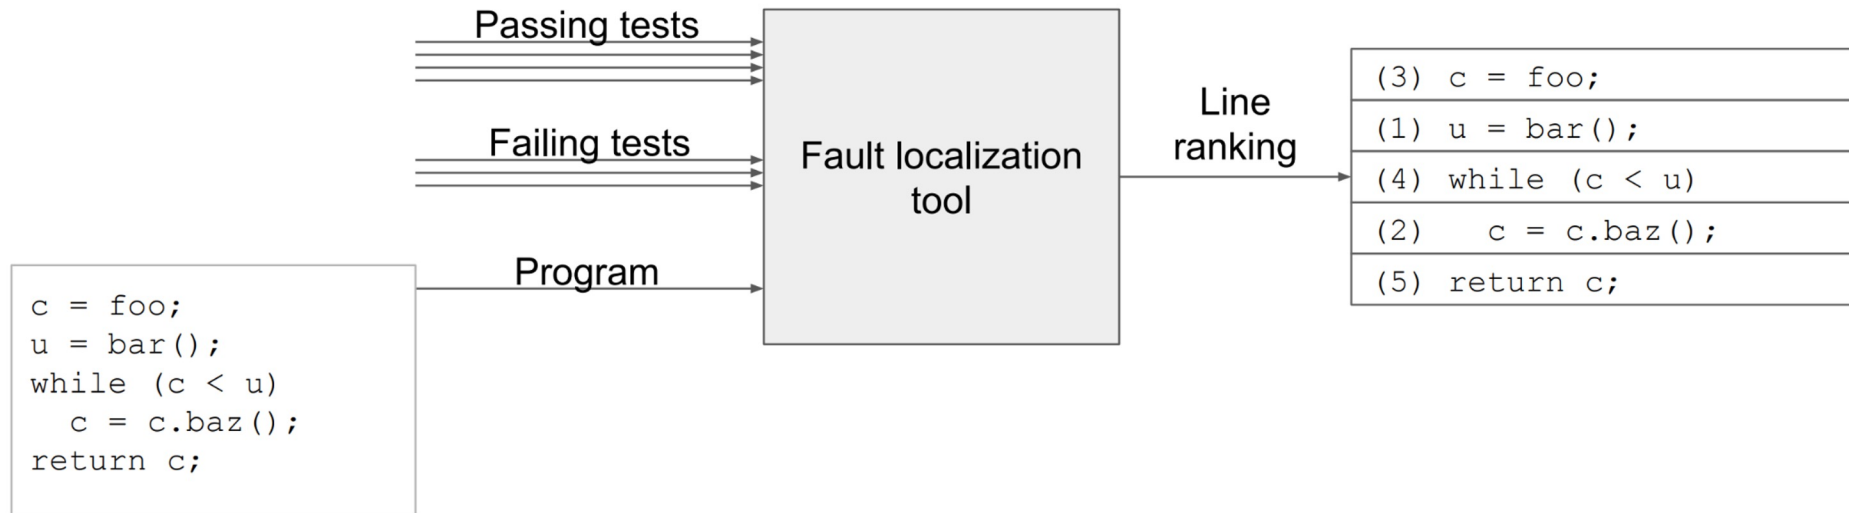 Passing tests
Failing tests
Program
c = foo;
u = bar();
while (c < u)
  c = c.baz();
return c;
Fault localization
tool
Line
ranking
(3) c = foo;
(1) u = bar();
(4) while (c < u)
(2)   c = c.baz();
(5) return c;